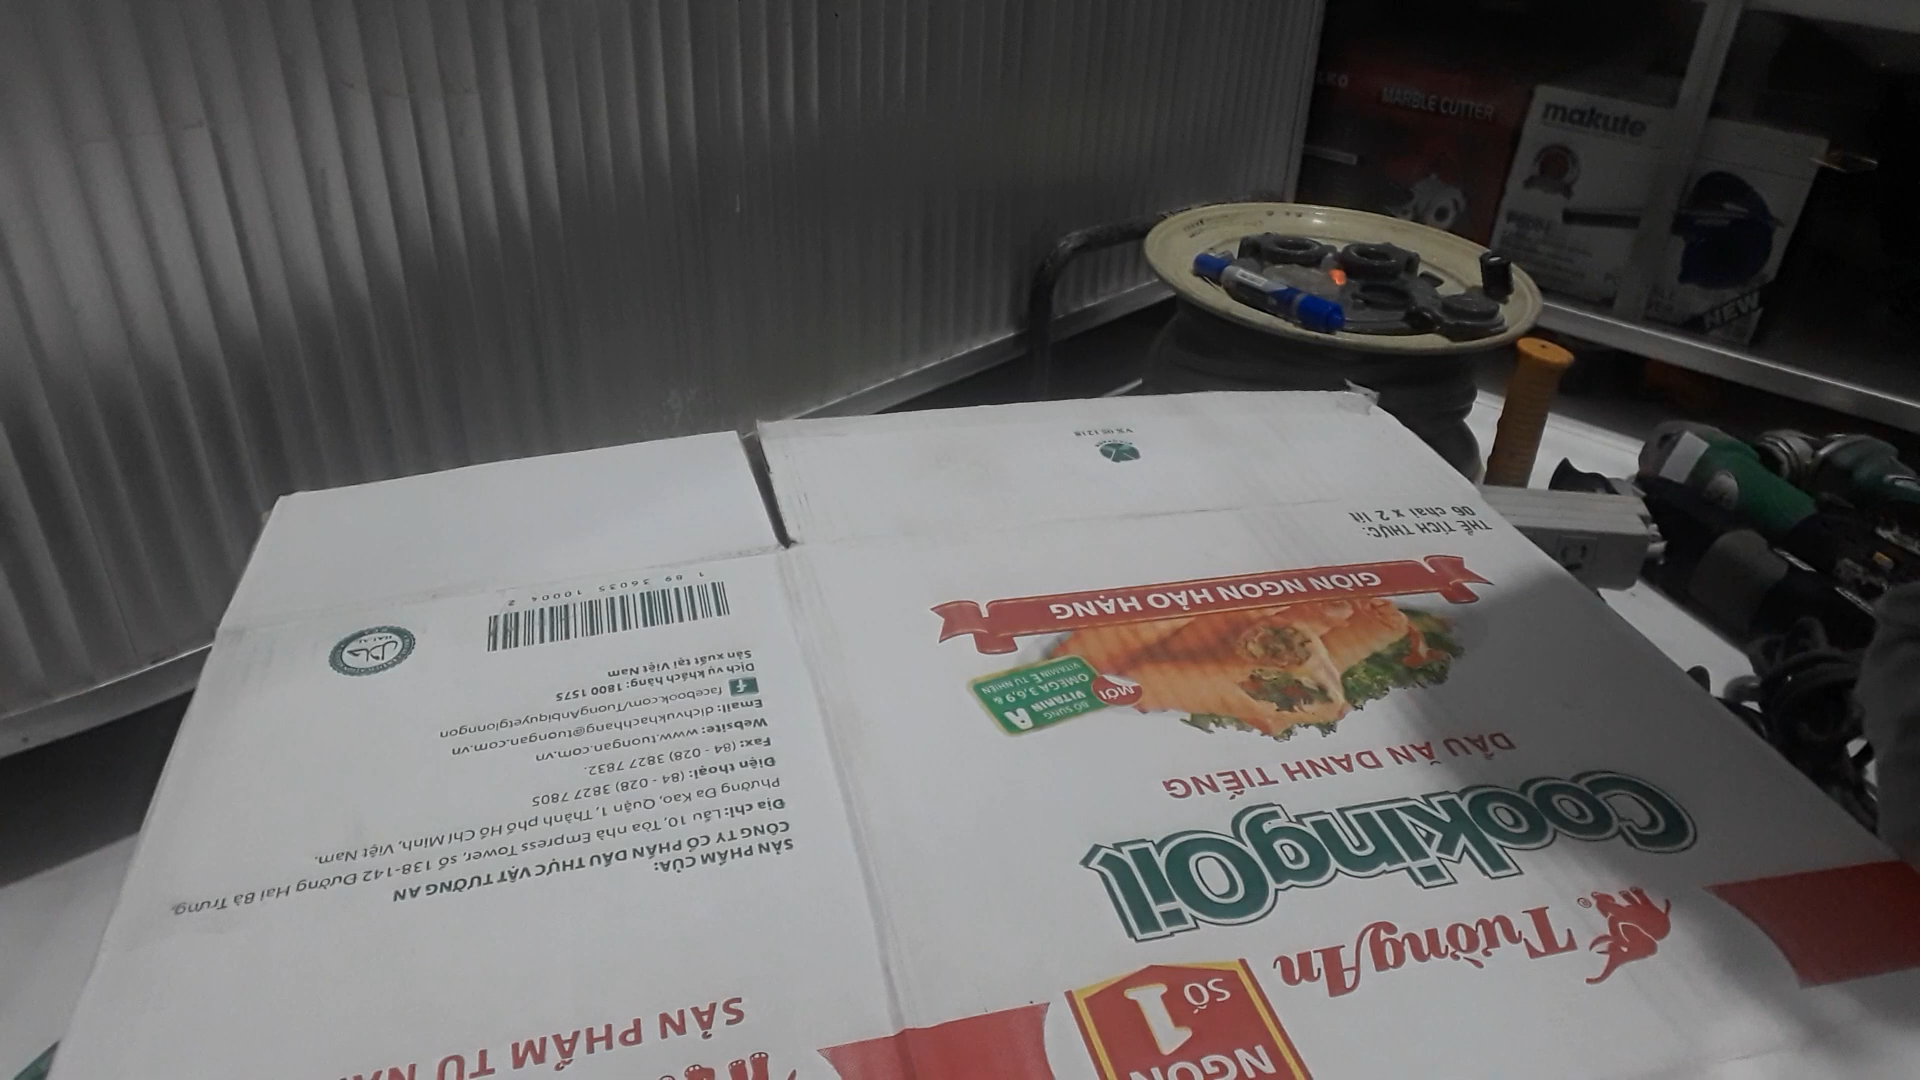 MARBLE CUTTER
makute
NEW
VK 05 1218
THỂ TÍCH THỰC:
06 chai x 2 lít
GIÒN NGON HẢO HẠNG
MỚI
BỔ SUNG
VITAMIN A
OMEGA 3,6,9 &
VITAMIN E TỰ NHIÊN
DẦU ĂN DANH TIẾNG
Cooking Oil
Tường An
®
NGON
SỐ 1
SẢN PHẨM TỪ
SẢN PHẨM CỦA:
CÔNG TY CỔ PHẦN DẦU THỰC VẬT TƯỜNG AN
Địa chỉ: Lầu 10, Tòa nhà Empress Tower, số 138-142 Đường Hai Bà Trưng,
Phường Đa Kao, Quận 1, Thành phố Hồ Chí Minh, Việt Nam.
Điện thoại: (84 - 028) 3827 7805
Fax: (84 - 028) 3827 7832.
Website: www.tuongan.com.vn
Email: dichvukhachhang@tuongan.com.vn
facebook.com/TuongAnbiquyetgionngon
Dịch vụ khách hàng: 1800 1575
Sản xuất tại Việt Nam
1 89 36035 10004 2
HALAL